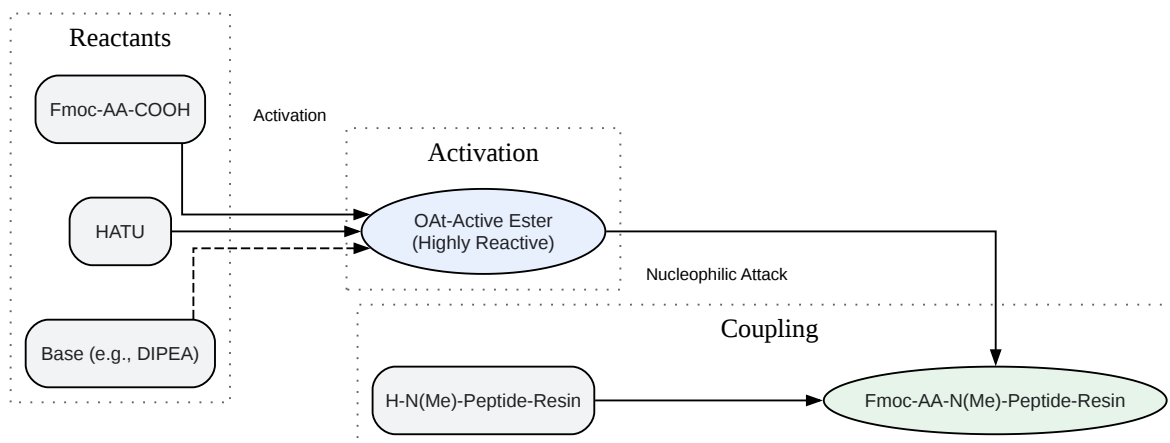 Reactants
Fmoc-AA-COOH
Activation
Activation
HATU
OAt-Active Ester
(Highly Reactive)
Nucleophilic Attack
Base (e.g., DIPEA)
Coupling
H-N(Me)-Peptide-Resin
Fmoc-AA-N(Me)-Peptide-Resin